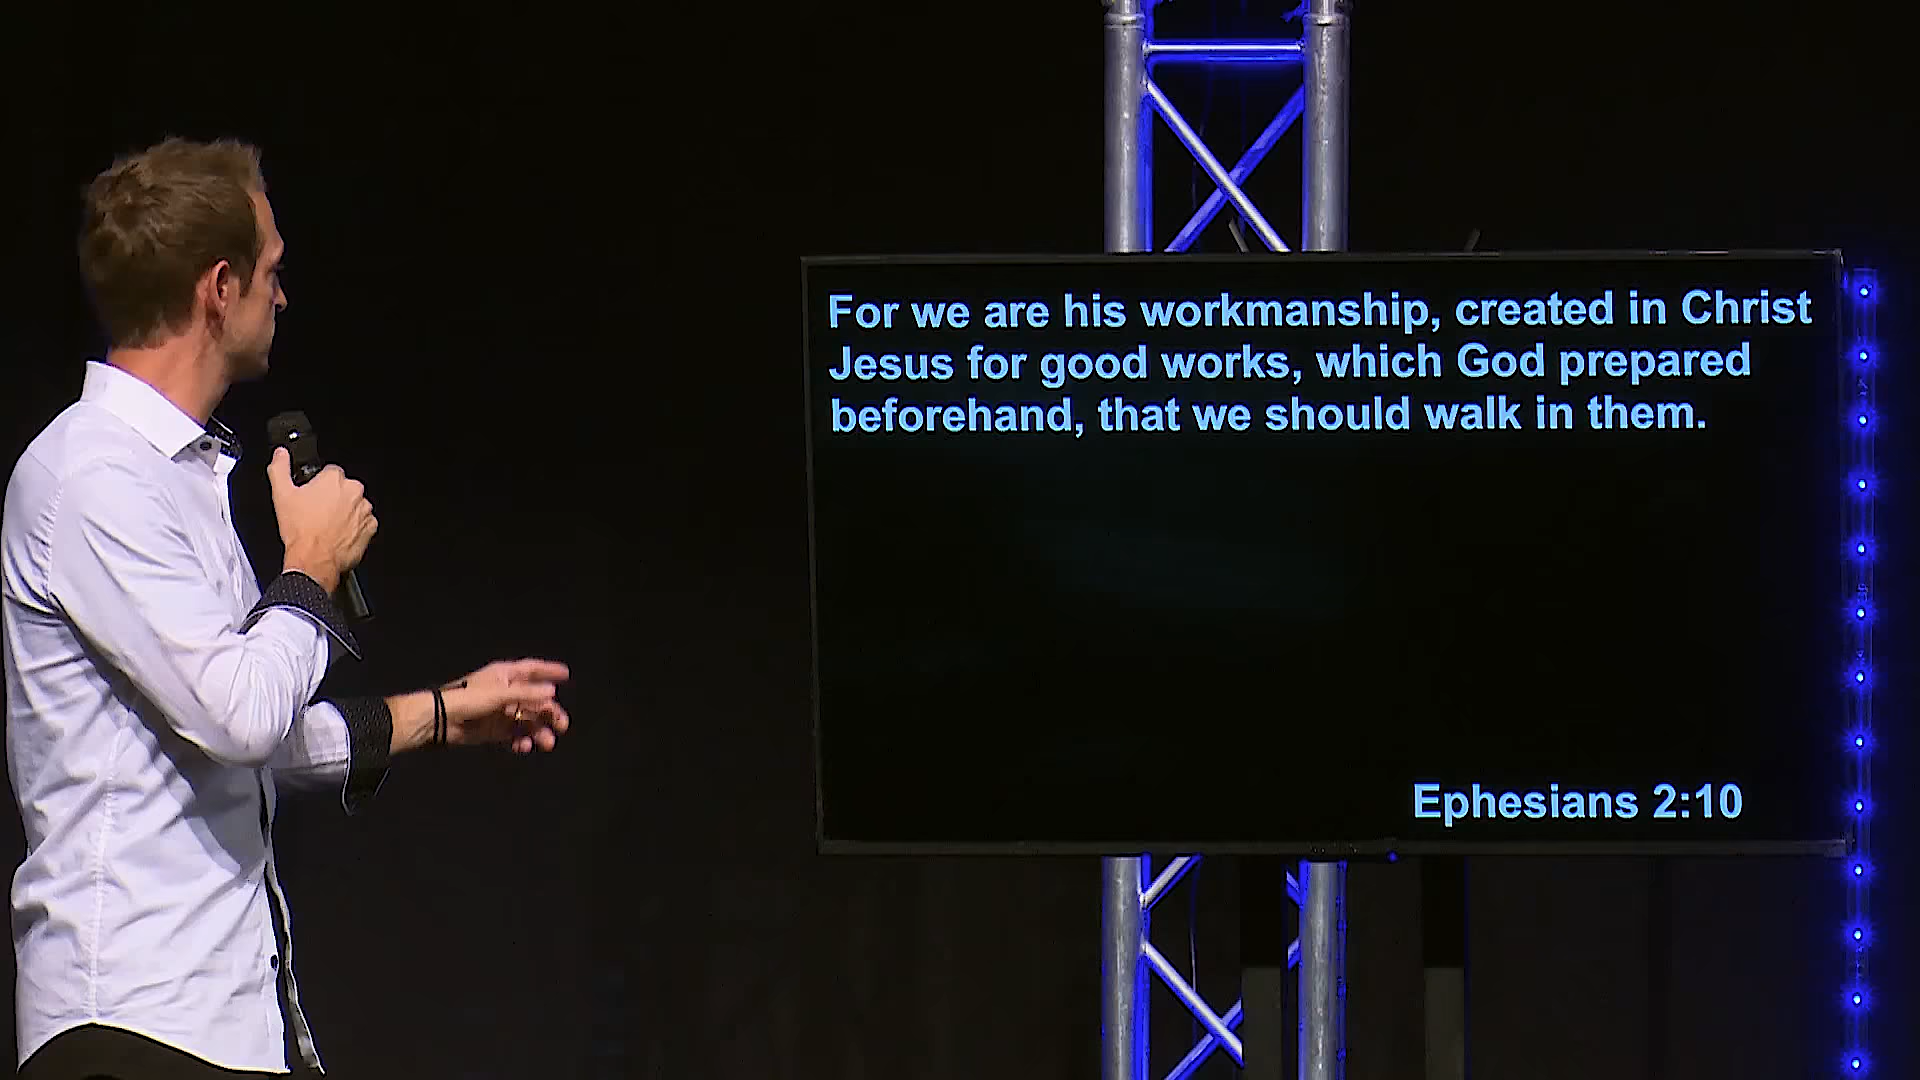 For we are his workmanship, created in Christ
Jesus for good works, which God prepared
beforehand, that we should walk in them.
Ephesians 2:10